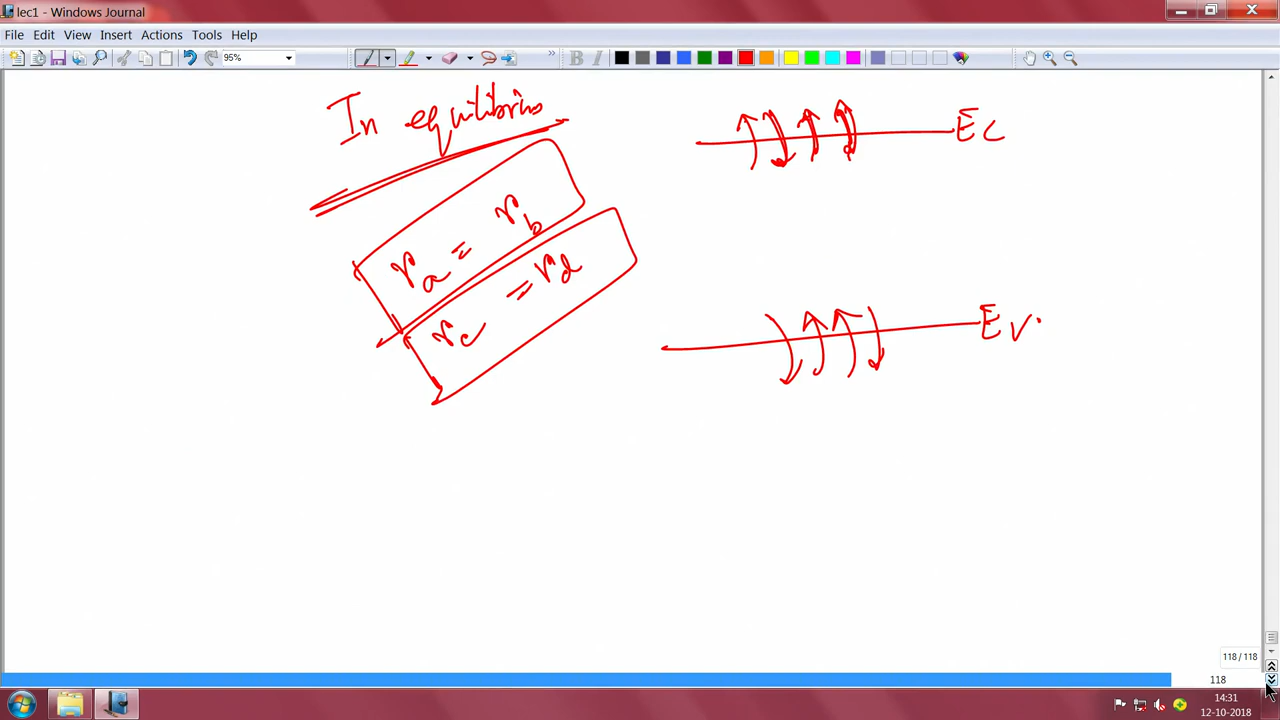 lec1 - Windows Journal
File Edit View Insert Actions Tools Help
95%
In equilibrium
EC
ra = rb
rc = rd
EV
118 / 118
118
14:31
12-10-2018